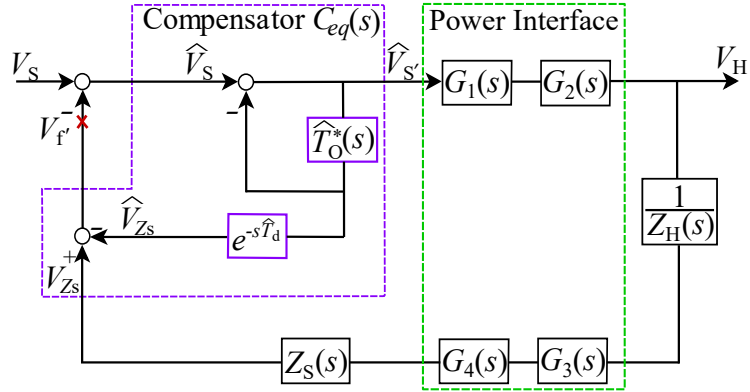 Compensator C_eq(s)
Power Interface
V_S
V̂_S
V̂_S′
V_H
-
-
G_1(s)
G_2(s)
V_f′
T̂_O^*(s)
1
Z_H(s)
V̂_Zs
-
e^{-sT̂_d}
+
V_Zs
Z_S(s)
G_4(s)
G_3(s)